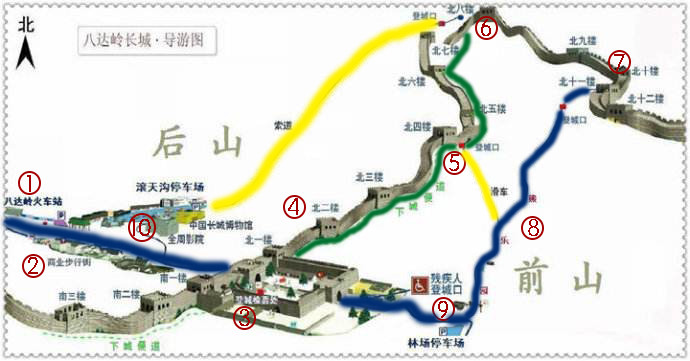 北
八达岭长城·导游图
登城口
北八楼
⑥
北七楼
北九楼
⑦
北十楼
北六楼
北十一楼
北十二楼
索道
北五楼
登城口
后山
北四楼
登城口
⑤
①
滚天沟停车场
北三楼
滑车
八达岭火车站
④
下城便道
北二楼
中国长城博物馆
⑩
全周影院
⑧
北一楼
乐
②
商业步行街
前山
南三楼
南二楼
南一楼
残疾人
登城口
③
⑨
下城便道
林场停车场